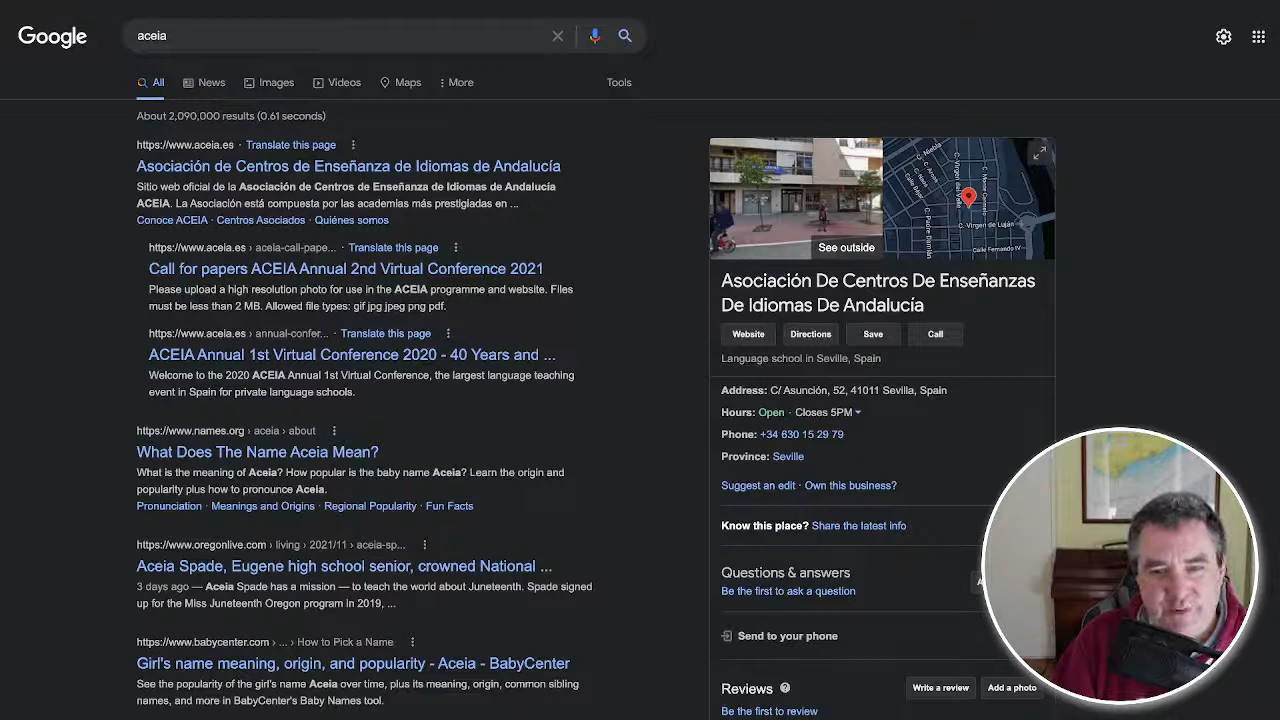 Google
aceia
All
News
Images
Videos
Maps
More
Tools
About 2,090,000 results (0.61 seconds)
https://www.aceia.es · Translate this page
Asociación de Centros de Enseñanza de Idiomas de Andalucía
Sitio web oficial de la Asociación de Centros de Enseñanza de Idiomas de Andalucía
ACEIA. La Asociación está compuesta por las academias más prestigiadas en ...
Conoce ACEIA · Centros Asociados · Quiénes somos
https://www.aceia.es › aceia-call-pape... · Translate this page
Call for papers ACEIA Annual 2nd Virtual Conference 2021
Please upload a high resolution photo for use in the ACEIA programme and website. Files
must be less than 2 MB. Allowed file types: gif jpg jpeg png pdf.
https://www.aceia.es › annual-confer... · Translate this page
ACEIA Annual 1st Virtual Conference 2020 - 40 Years and ...
Welcome to the 2020 ACEIA Annual 1st Virtual Conference, the largest language teaching
event in Spain for private language schools.
https://www.names.org › aceia › about
What Does The Name Aceia Mean?
What is the meaning of Aceia? How popular is the baby name Aceia? Learn the origin and
popularity plus how to pronounce Aceia.
Pronunciation · Meanings and Origins · Regional Popularity · Fun Facts
https://www.oregonlive.com › living › 2021/11 › aceia-sp...
Aceia Spade, Eugene high school senior, crowned National ...
3 days ago — Aceia Spade has a mission — to teach the world about Juneteenth. Spade signed
up for the Miss Juneteenth Oregon program in 2019, ...
https://www.babycenter.com › ... › How to Pick a Name
Girl's name meaning, origin, and popularity - Aceia - BabyCenter
See the popularity of the girl's name Aceia over time, plus its meaning, origin, common sibling
names, and more in BabyCenter's Baby Names tool.
See outside
C. Niebla
C. Virgen de Luján
Calle Fernando IV
Asociación De Centros De Enseñanzas
De Idiomas De Andalucía
Website
Directions
Save
Call
Language school in Seville, Spain
Address: C/ Asunción, 52, 41011 Sevilla, Spain
Hours: Open · Closes 5PM
Phone: +34 630 15 29 79
Province: Seville
Suggest an edit · Own this business?
Know this place? Share the latest info
Questions & answers
Be the first to ask a question
Send to your phone
Reviews
Write a review
Add a photo
Be the first to review